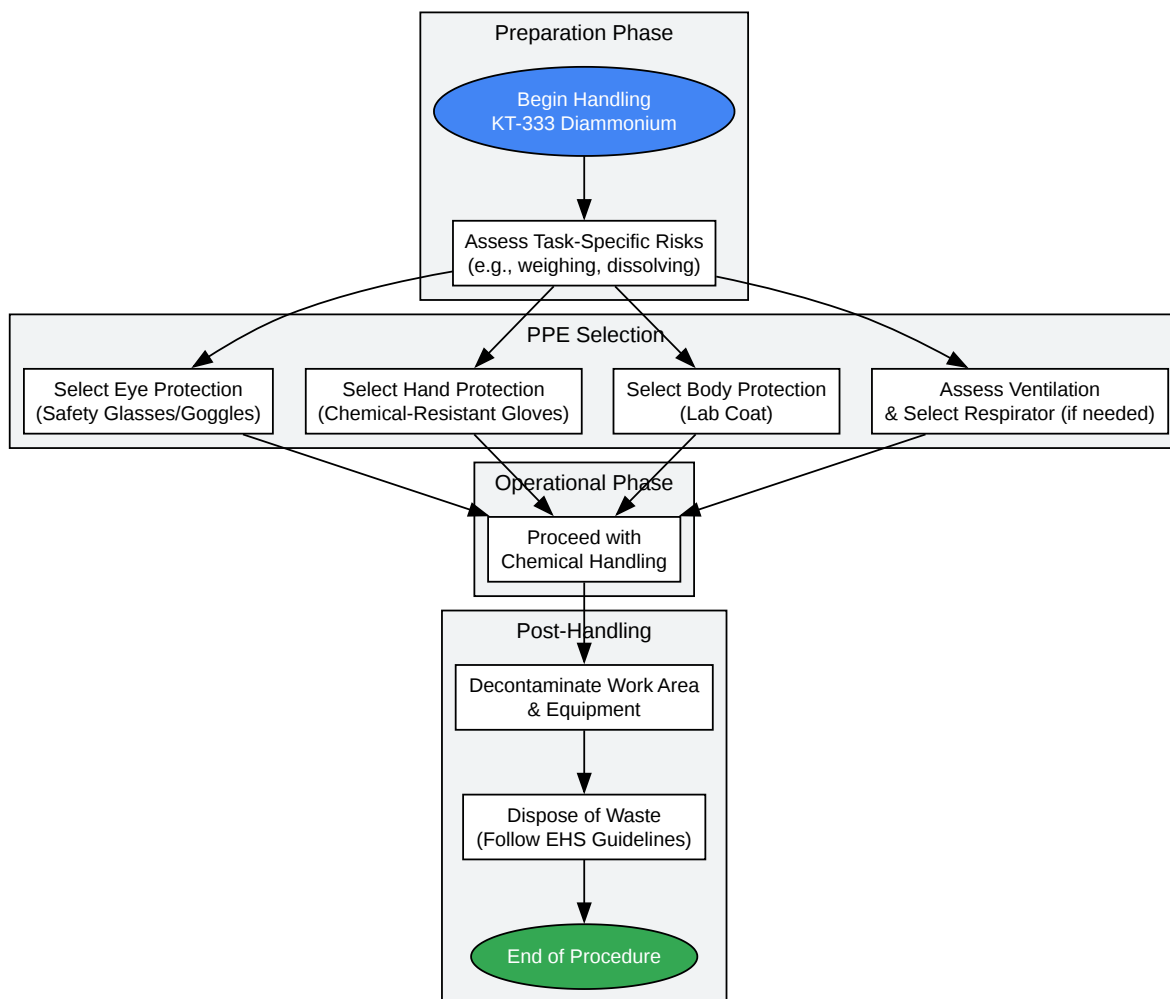 Preparation Phase
Begin Handling
KT-333 Diammonium
Assess Task-Specific Risks
(e.g., weighing, dissolving)
PPE Selection
Select Eye Protection
(Safety Glasses/Goggles)
Select Hand Protection
(Chemical-Resistant Gloves)
Select Body Protection
(Lab Coat)
Assess Ventilation
& Select Respirator (if needed)
Operational Phase
Proceed with
Chemical Handling
Post-Handling
Decontaminate Work Area
& Equipment
Dispose of Waste
(Follow EHS Guidelines)
End of Procedure